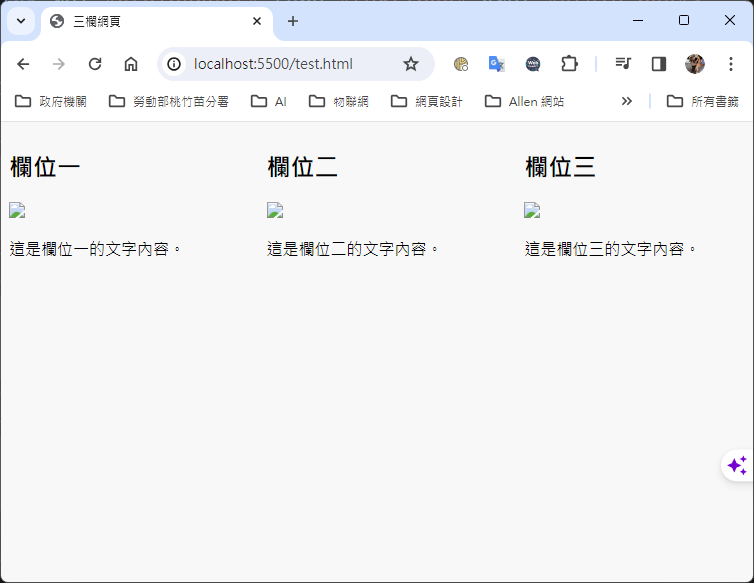 三欄網頁
localhost:5500/test.html
政府機關 勞動部桃竹苗分署 AI 物聯網 網頁設計 Allen 網站 所有書籤
欄位一 欄位二 欄位三
這是欄位一的文字內容。 這是欄位二的文字內容。 這是欄位三的文字內容。